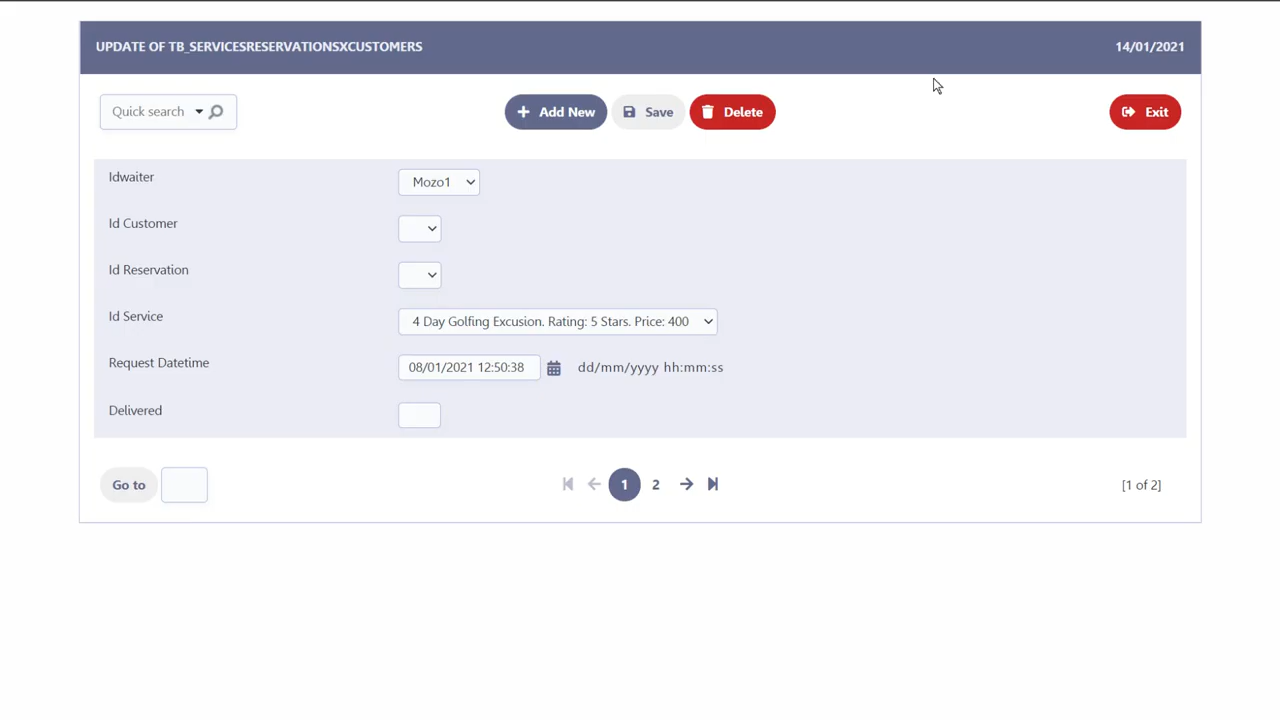 UPDATE OF TB_SERVICESRESERVATIONSXCUSTOMERS 14/01/2021
Quick search Add New Save Delete Exit
Idwaiter Mozo1
Id Customer
Id Reservation
Id Service 4 Day Golfing Excusion. Rating: 5 Stars. Price: 400
Request Datetime 08/01/2021 12:50:38 dd/mm/yyyy hh:mm:ss
Delivered
Go to 1 2 [1 of 2]